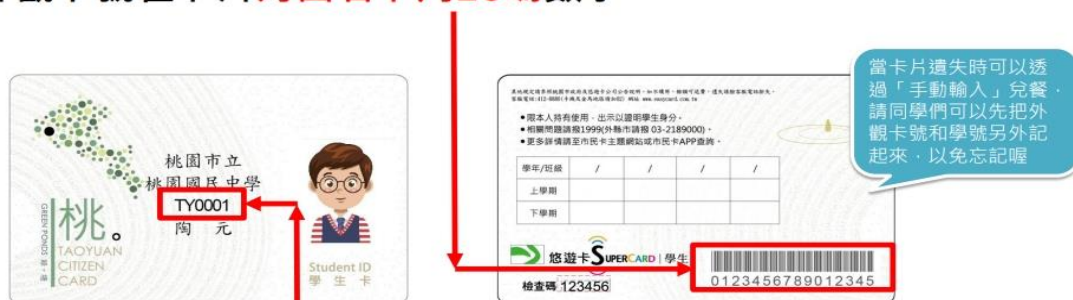 當卡片遺失時可以透
過「手動輸入」兌餐，
請同學們可以先把外
觀卡號和學號另外記
起來，以免忘記喔
桃園市立
桃園國民中學
TY0001
陶 元
GREEN PONDS
桃。
TAOYUAN
CITIZEN
CARD
Student ID
學 生 卡
●限本人持有使用，出示以證明學生身分。
●相關問題請撥1999(外縣市請撥 03-2189000)。
●更多詳情請至市民卡主題網站或市民卡APP查詢。
學年/班級 / / / /
上學期
下學期
悠遊卡 SUPERCARD | 學生
檢查碼 123456
0123456789012345